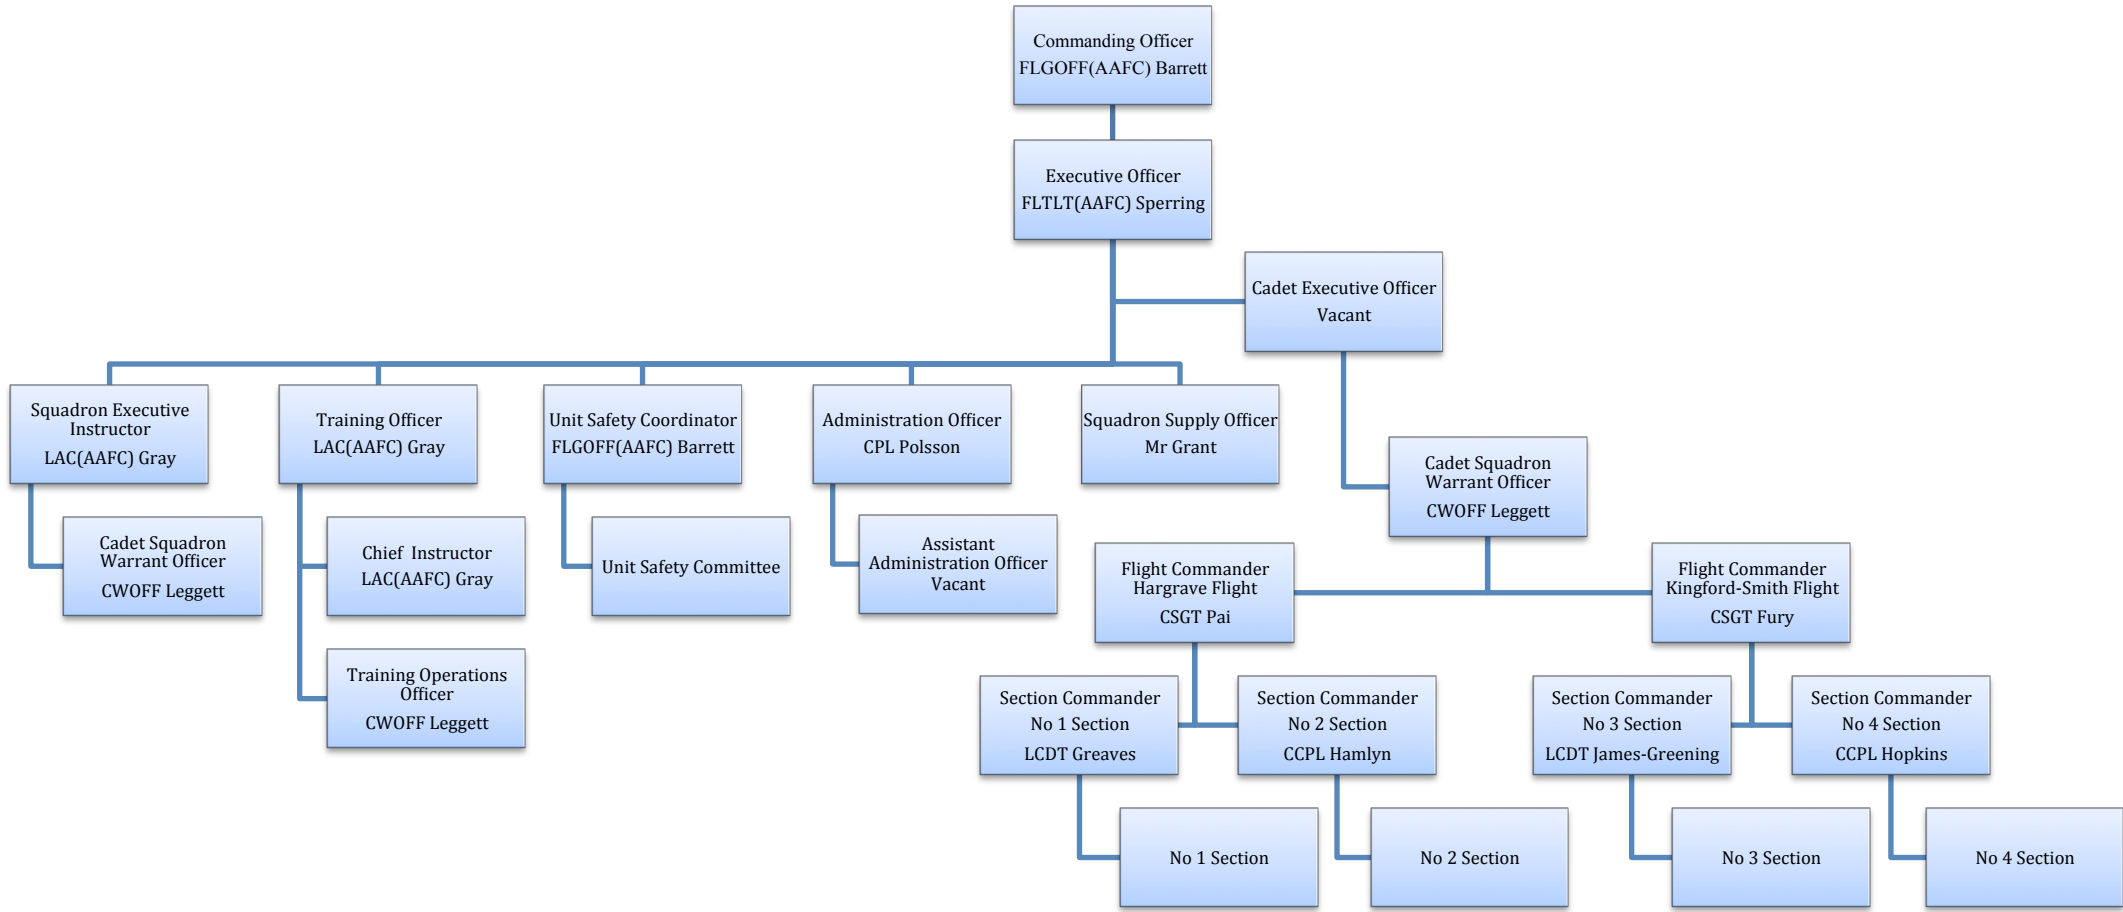 Commanding Officer
FLGOFF(AAFC) Barrett
Executive Officer
FLTLT(AAFC) Sperring
Cadet Executive Officer
Vacant
Squadron Executive
Instructor
LAC(AAFC) Gray
Training Officer
LAC(AAFC) Gray
Unit Safety Coordinator
FLGOFF(AAFC) Barrett
Administration Officer
CPL Polsson
Squadron Supply Officer
Mr Grant
Cadet Squadron
Warrant Officer
CWOFF Leggett
Cadet Squadron
Warrant Officer
CWOFF Leggett
Chief Instructor
LAC(AAFC) Gray
Unit Safety Committee
Assistant
Administration Officer
Vacant
Flight Commander
Hargrave Flight
CSGT Pai
Flight Commander
Kingford-Smith Flight
CSGT Fury
Training Operations
Officer
CWOFF Leggett
Section Commander
No 1 Section
LCDT Greaves
Section Commander
No 2 Section
CCPL Hamlyn
Section Commander
No 3 Section
LCDT James-Greening
Section Commander
No 4 Section
CCPL Hopkins
No 1 Section
No 2 Section
No 3 Section
No 4 Section